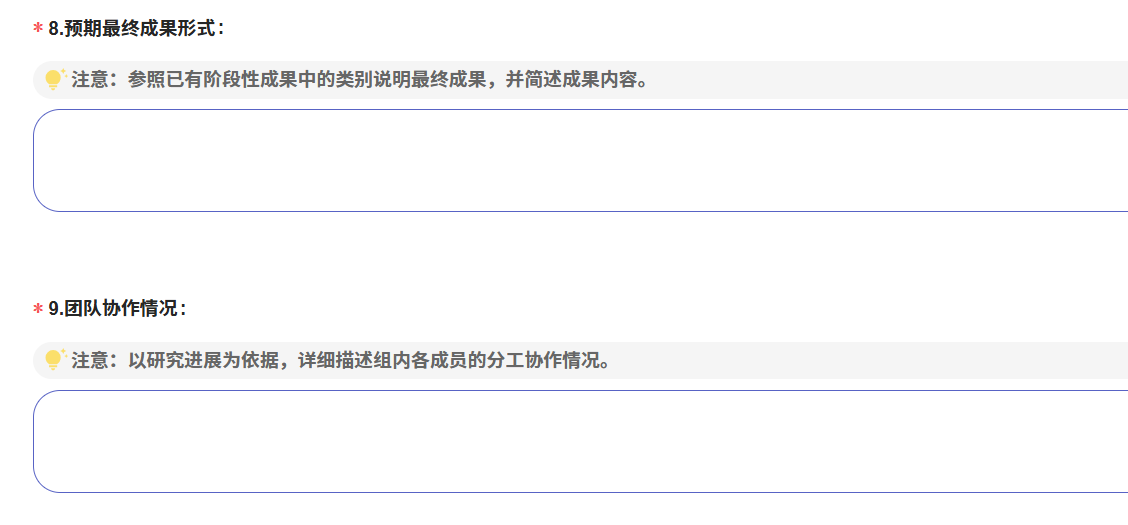 * 8.预期最终成果形式：
注意：参照已有阶段性成果中的类别说明最终成果，并简述成果内容。
* 9.团队协作情况：
注意：以研究进展为依据，详细描述组内各成员的分工协作情况。